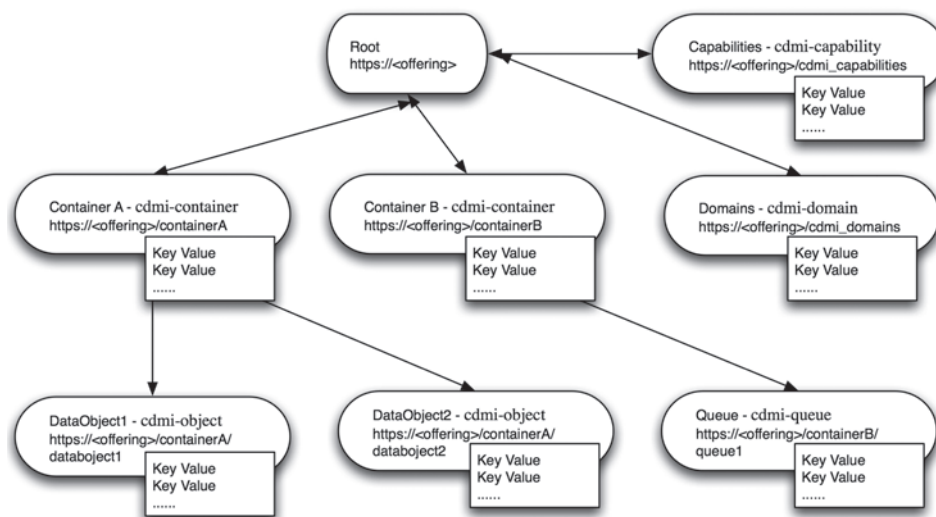 Root
https://<offering>
Capabilities - cdmi-capability
https://<offering>/cdmi_capabilities
Key Value
Key Value
......
Container A - cdmi-container
https://<offering>/containerA
Key Value
Key Value
......
Container B - cdmi-container
https://<offering>/containerB
Key Value
Key Value
......
Domains - cdmi-domain
https://<offering>/cdmi_domains
Key Value
Key Value
......
DataObject1 - cdmi-object
https://<offering>/containerA/
databoject1
Key Value
Key Value
......
DataObject2 - cdmi-object
https://<offering>/containerA/
databoject2
Key Value
Key Value
......
Queue - cdmi-queue
https://<offering>/containerB/
queue1
Key Value
Key Value
......